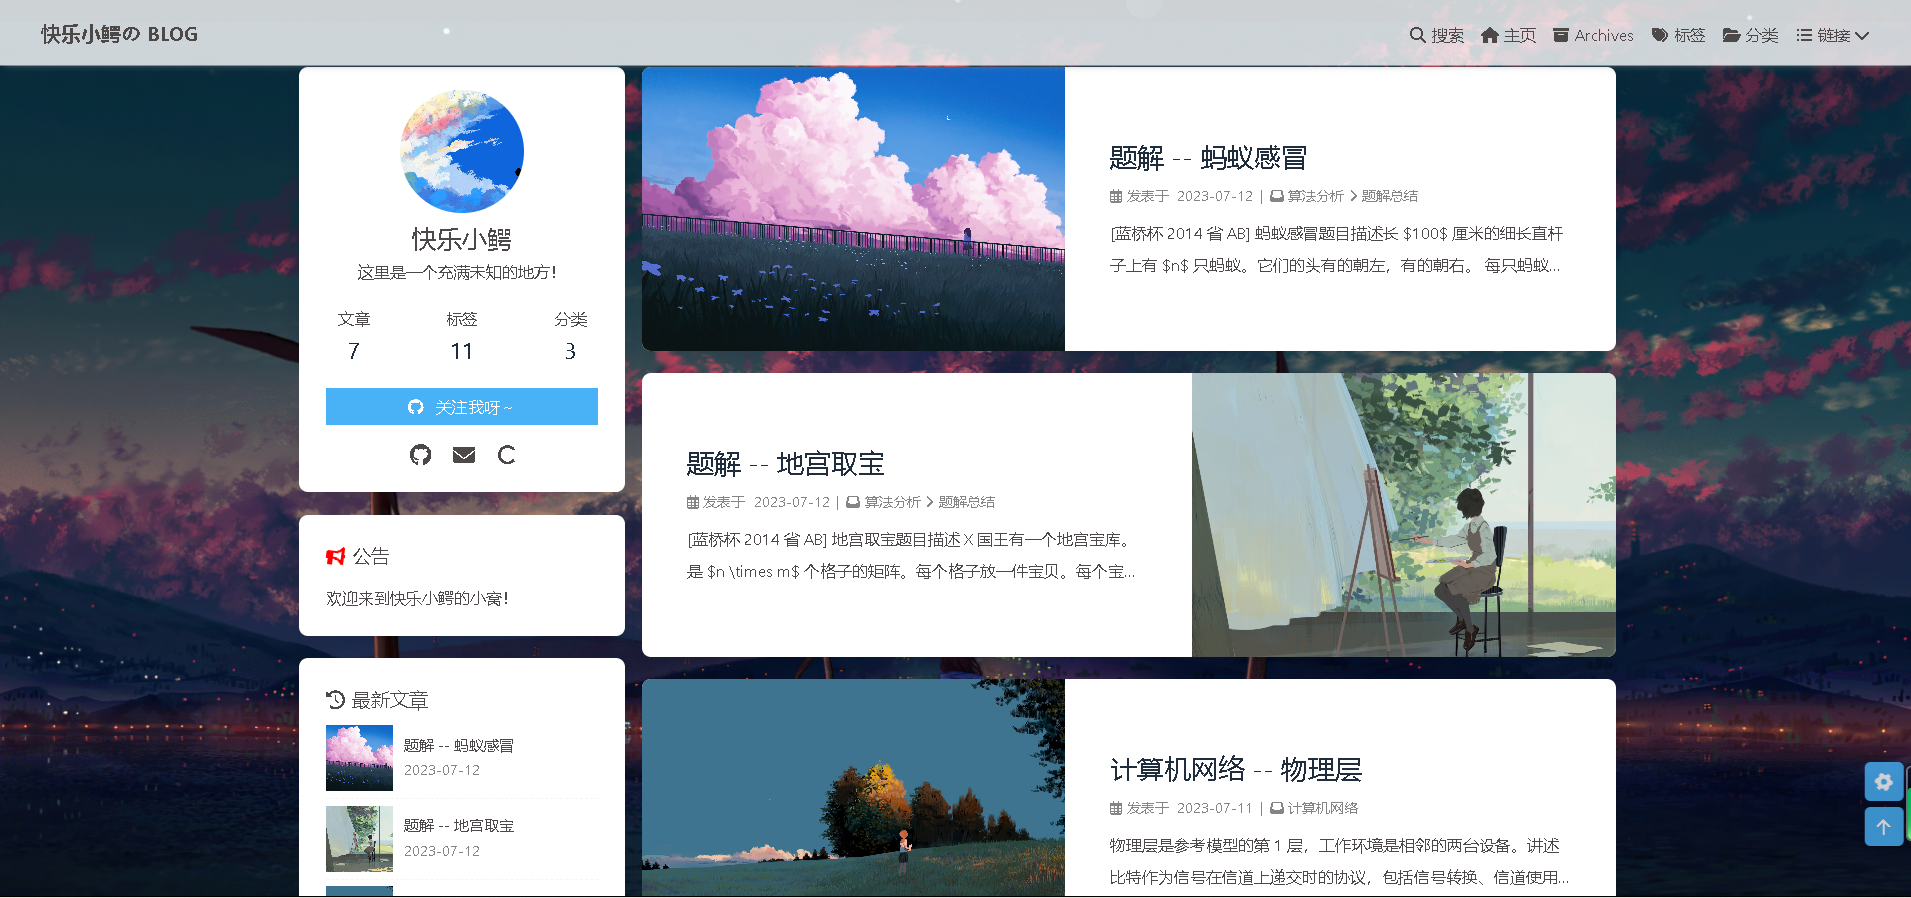 快乐小鳄の BLOG
搜索 主页 Archives 标签 分类 链接
快乐小鳄
这里是一个充满未知的地方！
文章 标签 分类
7 11 3
关注我呀～
公告
欢迎来到快乐小鳄的小窝！
最新文章
题解 -- 蚂蚁感冒
2023-07-12
题解 -- 地宫取宝
2023-07-12
题解 -- 蚂蚁感冒
发表于 2023-07-12 | 算法分析 > 题解总结
[蓝桥杯 2014 省 AB] 蚂蚁感冒题目描述长 $100$ 厘米的细长直杆
子上有 $n$ 只蚂蚁。它们的头有的朝左，有的朝右。 每只蚂蚁...
题解 -- 地宫取宝
发表于 2023-07-12 | 算法分析 > 题解总结
[蓝桥杯 2014 省 AB] 地宫取宝题目描述 X 国王有一个地宫宝库。
是 $n \times m$ 个格子的矩阵。每个格子放一件宝贝。每个宝...
计算机网络 -- 物理层
发表于 2023-07-11 | 计算机网络
物理层是参考模型的第 1 层，工作环境是相邻的两台设备。讲述
比特作为信号在信道上递交时的协议，包括信号转换、信道使用...